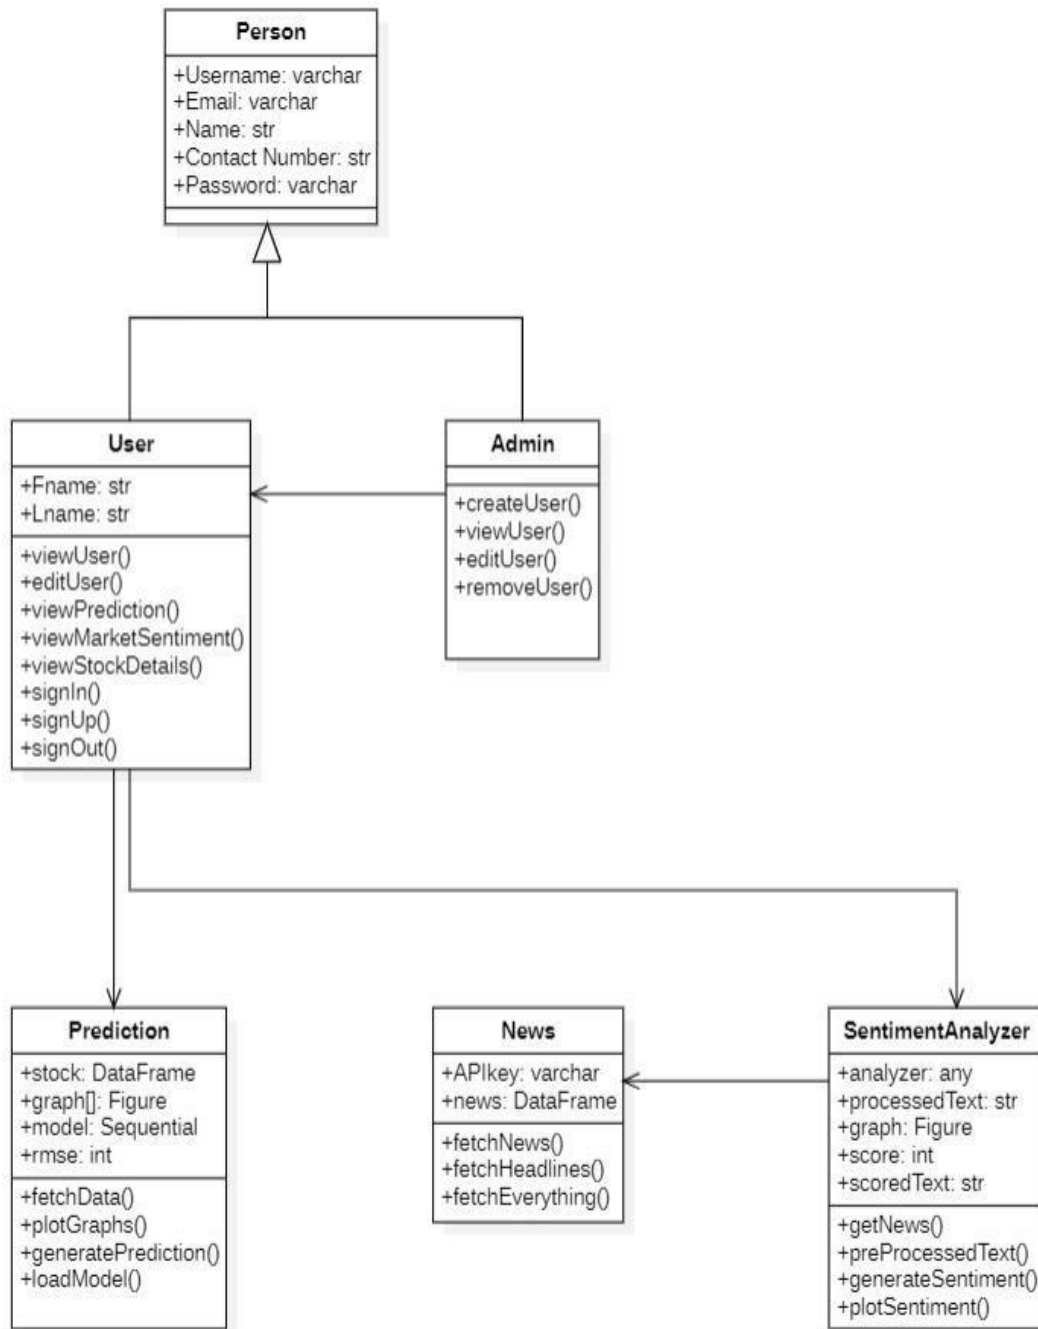 Person
+Username: varchar
+Email: varchar
+Name: str
+Contact Number: str
+Password: varchar
User
+Fname: str
+Lname: str
+viewUser()
+editUser()
+viewPrediction()
+viewMarketSentiment()
+viewStockDetails()
+signIn()
+signUp()
+signOut()
Admin
+createUser()
+viewUser()
+editUser()
+removeUser()
Prediction
+stock: DataFrame
+graph[]: Figure
+model: Sequential
+rmse: int
+fetchData()
+plotGraphs()
+generatePrediction()
+loadModel()
News
+APIkey: varchar
+news: DataFrame
+fetchNews()
+fetchHeadlines()
+fetchEverything()
SentimentAnalyzer
+analyzer: any
+processedText: str
+graph: Figure
+score: int
+scoredText: str
+getNews()
+preProcessedText()
+generateSentiment()
+plotSentiment()